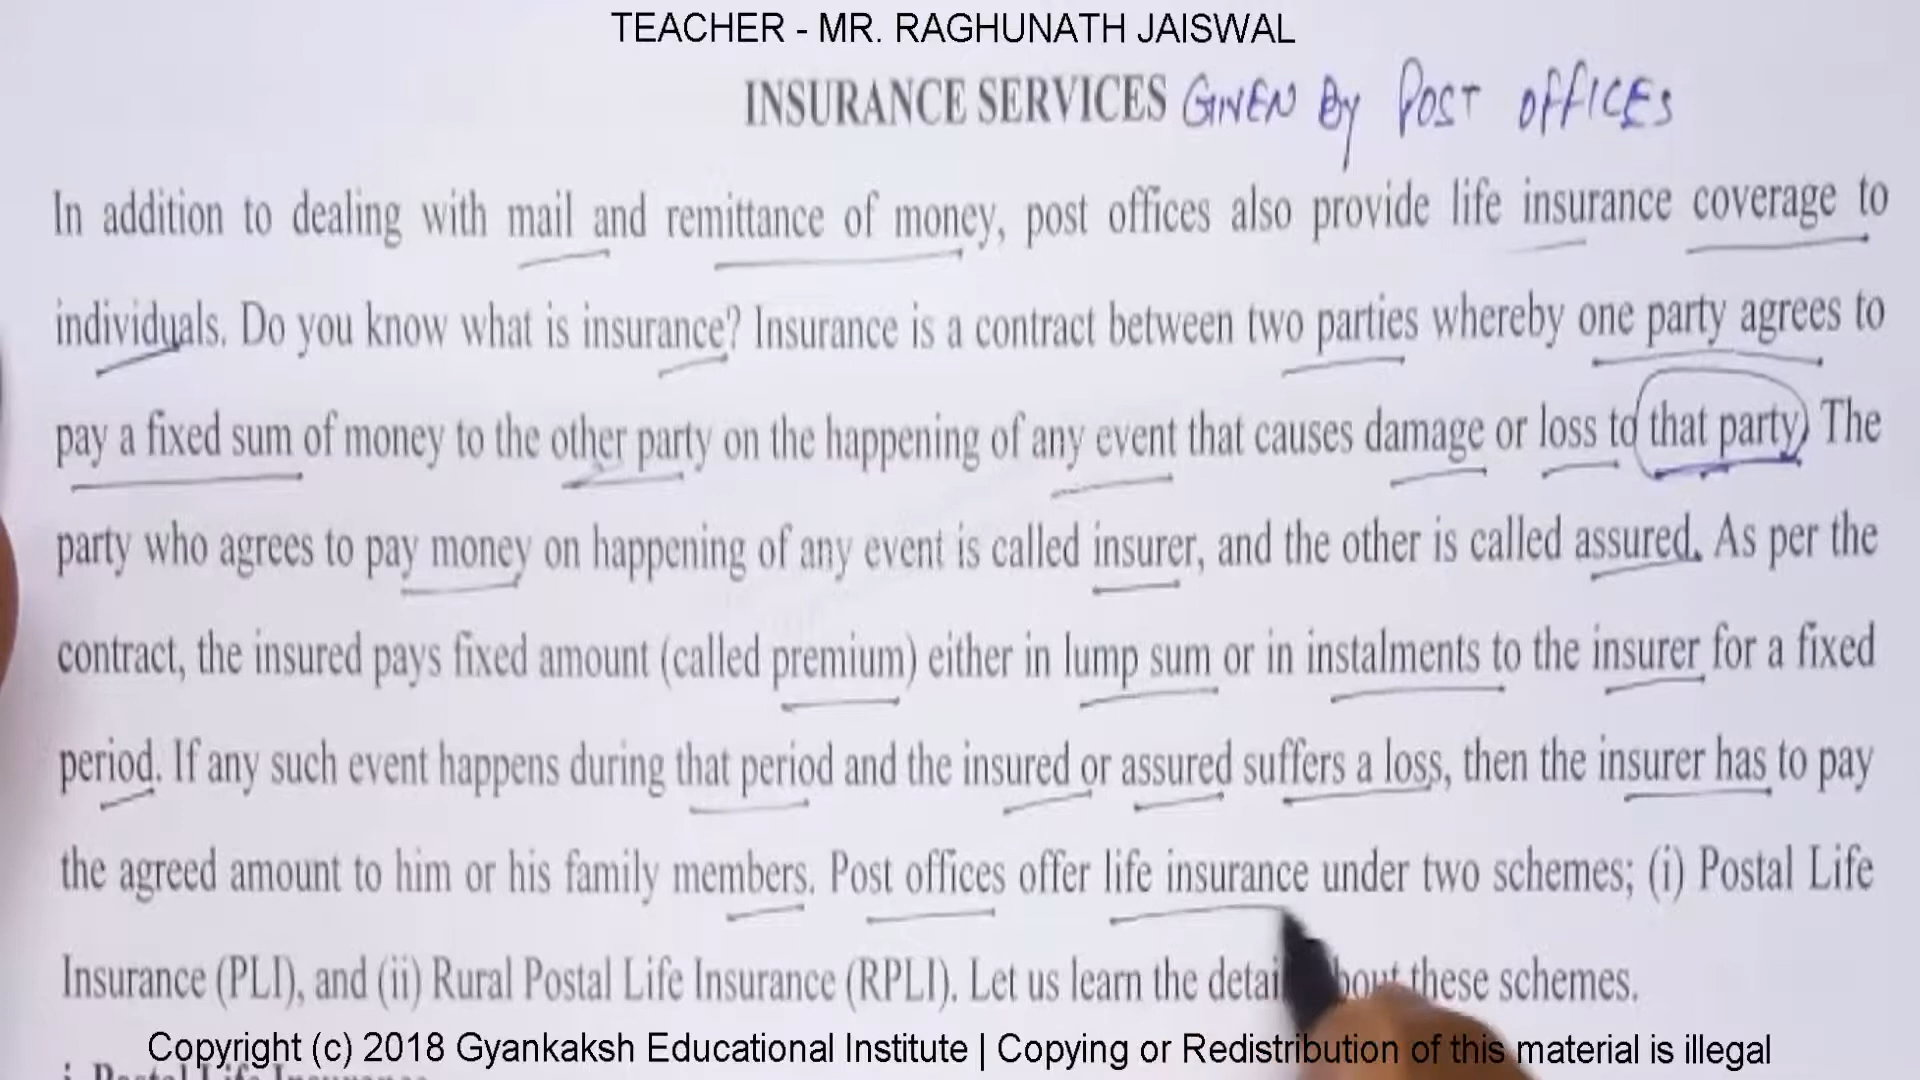 TEACHER - MR. RAGHUNATH JAISWAL
INSURANCE SERVICES GIVEN By POST OFFICES
In addition to dealing with mail and remittance of money, post offices also provide life insurance coverage to
individuals. Do you know what is insurance? Insurance is a contract between two parties whereby one party agrees to
pay a fixed sum of money to the other party on the happening of any event that causes damage or loss to that party) The
party who agrees to pay money on happening of any event is called insurer, and the other is called assured. As per the
contract, the insured pays fixed amount (called premium) either in lump sum or in instalments to the insurer for a fixed
period. If any such event happens during that period and the insured or assured suffers a loss, then the insurer has to pay
the agreed amount to him or his family members. Post offices offer life insurance under two schemes; (i) Postal Life
Insurance (PLI), and (ii) Rural Postal Life Insurance (RPLI). Let us learn the detai bout these schemes.
Copyright (c) 2018 Gyankaksh Educational Institute | Copying or Redistribution of this material is illegal